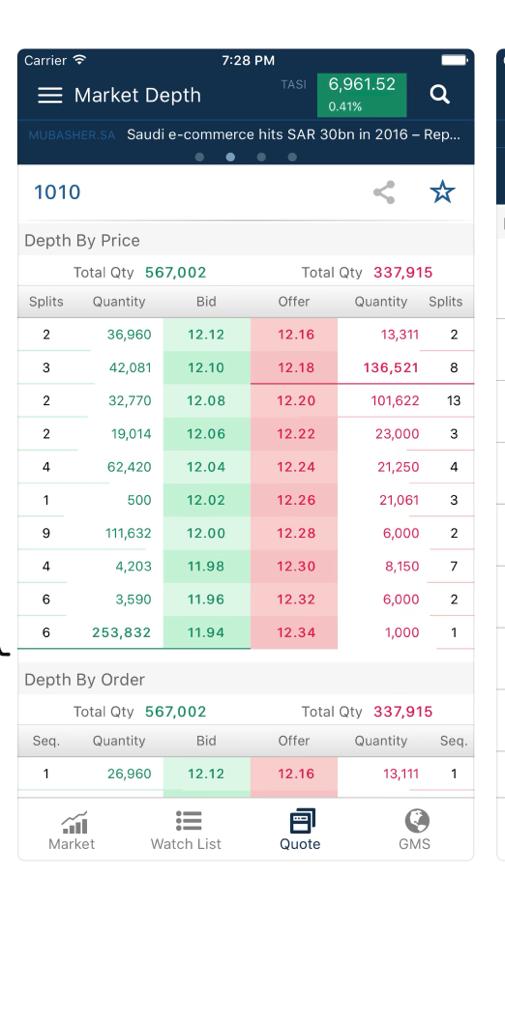 Carrier 7:28 PM
Market Depth TASI 6,961.52
0.41%
MUBASHER.SA Saudi e-commerce hits SAR 30bn in 2016 – Rep...
1010
Depth By Price
Total Qty 567,002 Total Qty 337,915
Splits Quantity Bid Offer Quantity Splits
2 36,960 12.12 12.16 13,311 2
3 42,081 12.10 12.18 136,521 8
2 32,770 12.08 12.20 101,622 13
2 19,014 12.06 12.22 23,000 3
4 62,420 12.04 12.24 21,250 4
1 500 12.02 12.26 21,061 3
9 111,632 12.00 12.28 6,000 2
4 4,203 11.98 12.30 8,150 7
6 3,590 11.96 12.32 6,000 2
6 253,832 11.94 12.34 1,000 1
Depth By Order
Total Qty 567,002 Total Qty 337,915
Seq. Quantity Bid Offer Quantity Seq.
1 26,960 12.12 12.16 13,111 1
Market Watch List Quote GMS